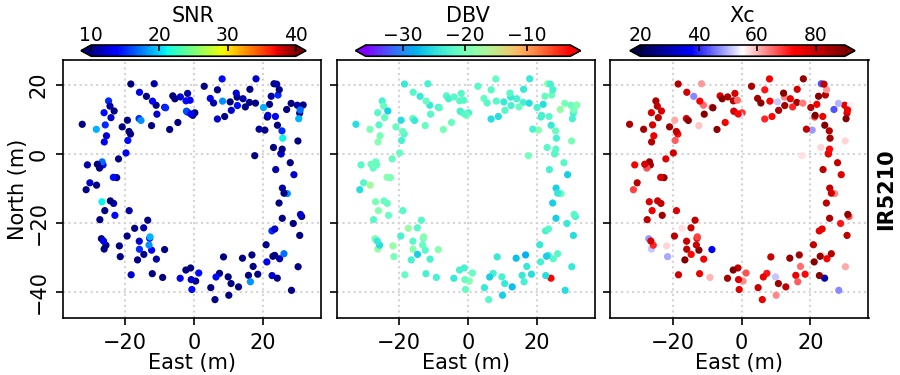 SNR DBV Xc
10 20 30 40 −30 −20 −10 20 40 60 80
20
0
−20
−40
North (m)
IR5210
−20 0 20 −20 0 20 −20 0 20
East (m) East (m) East (m)